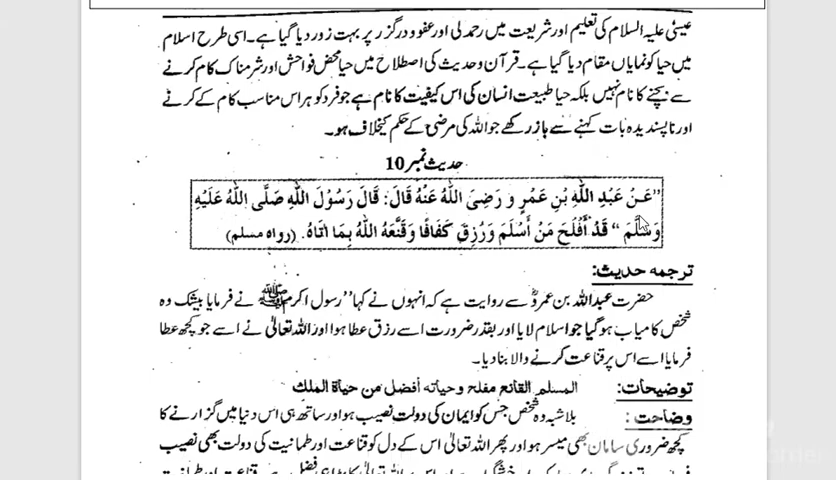 عیسیٰ علیہ السلام کی تعلیم اور شریعت میں رحمدلی اور عفو و درگزر پر بہت زور دیا گیا ہے۔ اسی طرح اسلام
میں حیا کو نمایاں مقام دیا گیا ہے۔ قرآن و حدیث کی اصطلاح میں حیا محض فواحش اور شرمناک کام کرنے
سے بچنے کا نام نہیں بلکہ حیا طبیعت انسان کی اس کیفیت کا نام ہے جو فرد کو ہر اس مناسب کام کے کرنے
اور ناپسندیدہ بات کہنے سے باز رکھے جو اللہ کی مرضی کے حکم کیخلاف ہو۔
حدیث نمبر 10
”عَنْ عَبْدِ اللّٰهِ بْنِ عَمْرٍ و رَضِیَ اللّٰهُ عَنْهُ قَالَ: قَالَ رَسُوْلَ اللّٰهِ صَلَّی اللّٰهُ عَلَیْهِ
وَسَلَّمَ “ قَدْ أَفْلَحَ مَنْ أَسْلَمَ وَرُزِقَ کَفَافًا وَقَنَّعَهُ اللّٰهُ بِمَا اٰتَاهُ. (رواه مسلم)
ترجمہ حدیث:
حضرت عبداللہ بن عمروؓ سے روایت ہے کہ انہوں نے کہا ”رسول اکرم ﷺ نے فرمایا بیشک وہ
شخص کامیاب ہو گیا جو اسلام لایا اور بقدر ضرورت اسے رزق عطا ہوا اور اللہ تعالیٰ نے اسے جو کچھ عطا
فرمایا اسے اس پر قناعت کرنے والا بنا دیا۔
توضیحات: المسلم القانع مفلح وحیاته أفضل من حیاة الملك
وضاحت: بلاشبہ وہ شخص جس کو ایمان کی دولت نصیب ہو اور ساتھ ہی اس دنیا میں گزارنے کا
کچھ ضروری سامان بھی میسر ہو اور پھر اللہ تعالیٰ اس کے دل کو قناعت اور طمانیت کی دولت بھی نصیب